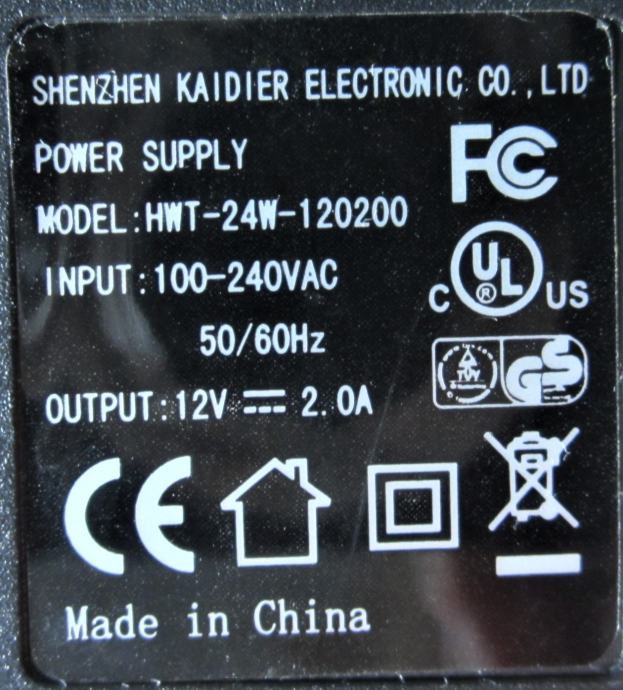 SHENZHEN KAIDIER ELECTRONIC CO.,LTD
POWER SUPPLY
FC
MODEL:HWT-24W-120200
INPUT:100-240VAC
C UL ® US
50/60Hz
TÜV GS
OUTPUT:12V 2.0A
CE
Made in China